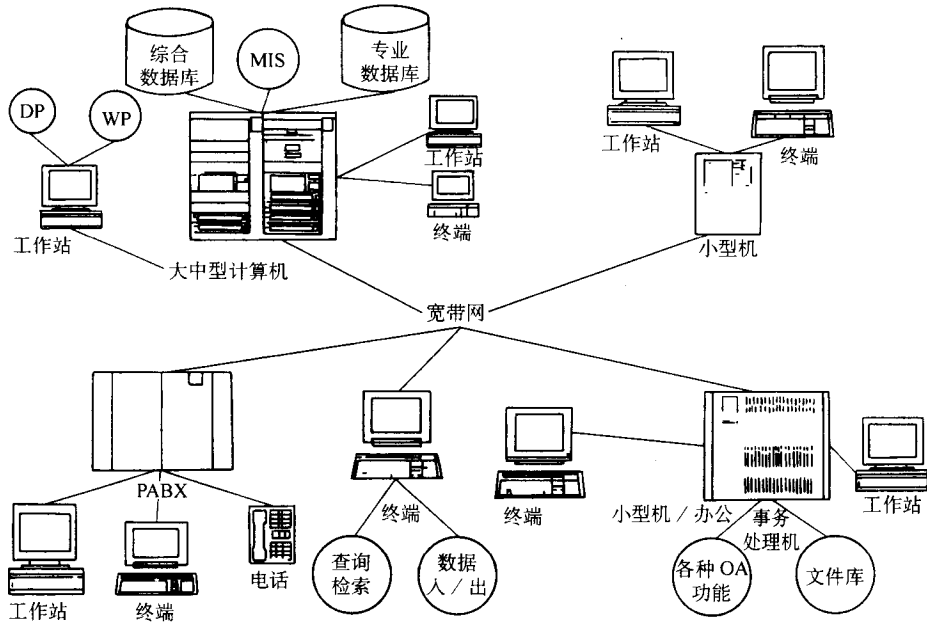 综合
数据库
MIS
专业
数据库
DP
WP
工作站
终端
工作站
终端
工作站
大中型计算机
小型机
宽带网
PABX
终端
终端
小型机 / 办公
事务
处理机
工作站
工作站
终端
电话
查询
检索
数据
入 / 出
各种 OA
功能
文件库